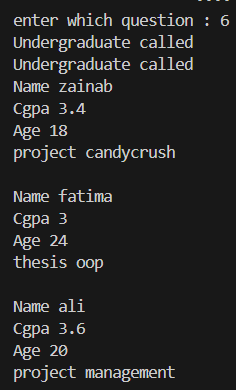 enter which question : 6
Undergraduate called
Undergraduate called
Name zainab
Cgpa 3.4
Age 18
project candycrush

Name fatima
Cgpa 3
Age 24
thesis oop

Name ali
Cgpa 3.6
Age 20
project management